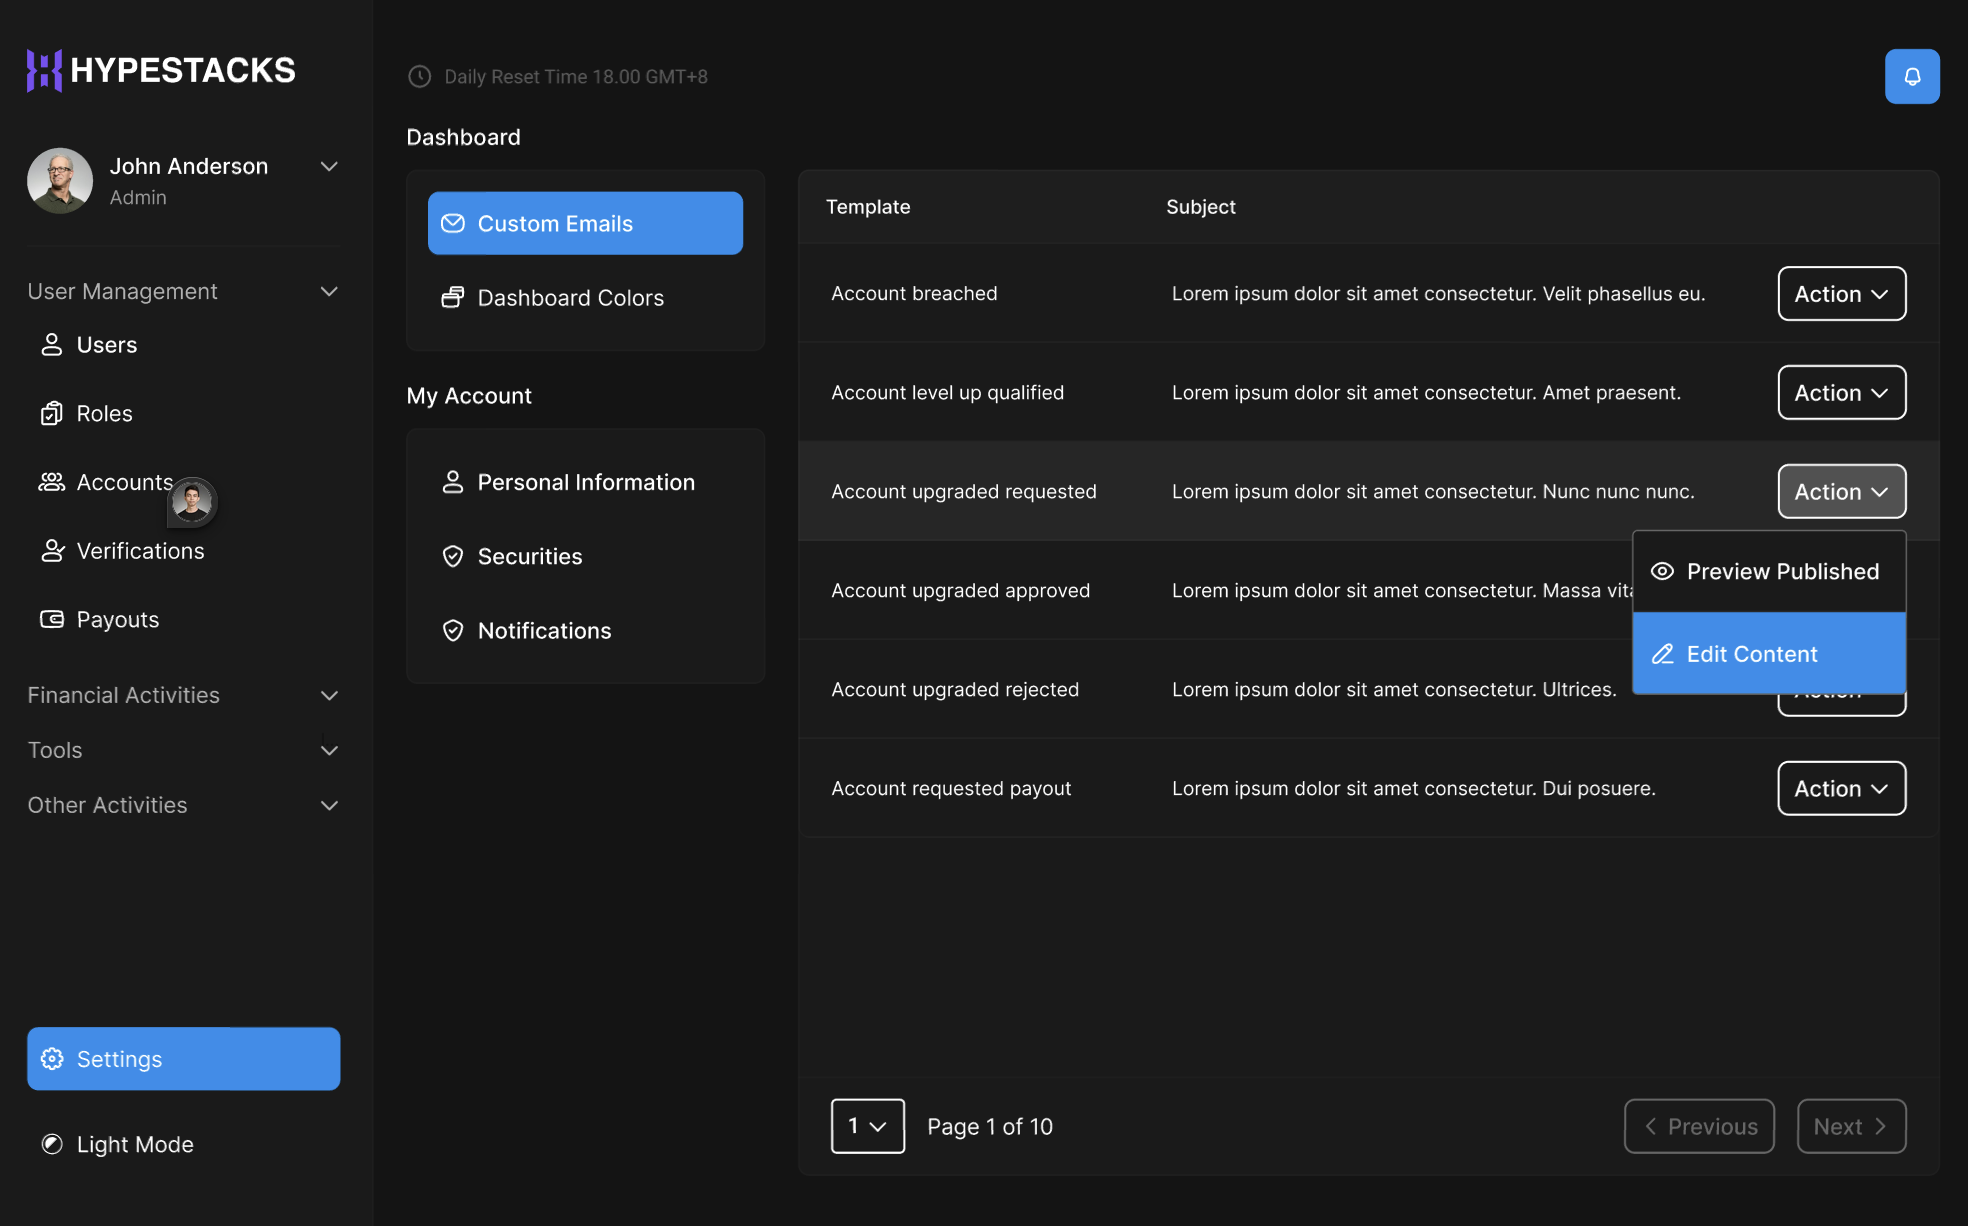 HYPESTACKS
John Anderson
Admin
User Management
Users
Roles
Accounts
Verifications
Payouts
Financial Activities
Tools
Other Activities
Settings
Light Mode
Daily Reset Time 18.00 GMT+8
Dashboard
Custom Emails
Dashboard Colors
My Account
Personal Information
Securities
Notifications
Template Subject
Account breached Lorem ipsum dolor sit amet consectetur. Velit phasellus eu. Action
Account level up qualified Lorem ipsum dolor sit amet consectetur. Amet praesent. Action
Account upgraded requested Lorem ipsum dolor sit amet consectetur. Nunc nunc nunc. Action
Preview Published
Account upgraded approved Lorem ipsum dolor sit amet consectetur. Massa
Edit Content
Account upgraded rejected Lorem ipsum dolor sit amet consectetur. Ultrices.
Account requested payout Lorem ipsum dolor sit amet consectetur. Dui posuere. Action
1 Page 1 of 10 Previous Next